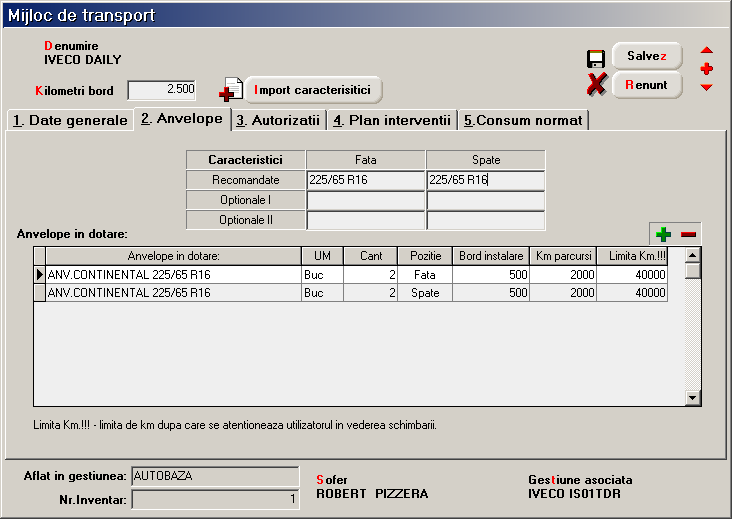 Mijloc de transport
Denumire
IVECO DAILY
Salvez
Kilometri bord 2.500 Import caracterisitici Renunt
1. Date generale 2. Anvelope 3. Autorizatii 4. Plan interventii 5.Consum normat
Caracteristici Fata Spate
Recomandate 225/65 R16 225/65 R16
Optionale I
Optionale II
Anvelope in dotare:
Anvelope in dotare: UM Cant Pozitie Bord instalare Km parcursi Limita Km.!!!
ANV.CONTINENTAL 225/65 R16 Buc 2 Fata 500 2000 40000
ANV.CONTINENTAL 225/65 R16 Buc 2 Spate 500 2000 40000
Limita Km.!!! - limita de km dupa care se atentioneaza utilizatorul in vederea schimbarii.
Aflat in gestiunea: AUTOBAZA
Nr.Inventar: 1
Sofer
ROBERT PIZZERA
Gestiune asociata
IVECO IS01TDR